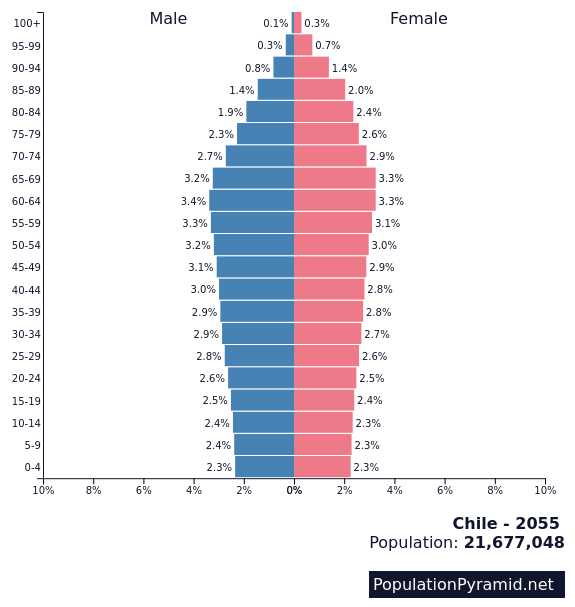 Male Female
100+ 0.1% 0.3%
95-99 0.3% 0.7%
90-94 0.8% 1.4%
85-89 1.4% 2.0%
80-84 1.9% 2.4%
75-79 2.3% 2.6%
70-74 2.7% 2.9%
65-69 3.2% 3.3%
60-64 3.4% 3.3%
55-59 3.3% 3.1%
50-54 3.2% 3.0%
45-49 3.1% 2.9%
40-44 3.0% 2.8%
35-39 2.9% 2.8%
30-34 2.9% 2.7%
25-29 2.8% 2.6%
20-24 2.6% 2.5%
15-19 2.5% 2.4%
10-14 2.4% 2.3%
5-9 2.4% 2.3%
0-4 2.3% 2.3%
10% 8% 6% 4% 2% 0% 2% 4% 6% 8% 10%
Chile - 2055
Population: 21,677,048
PopulationPyramid.net